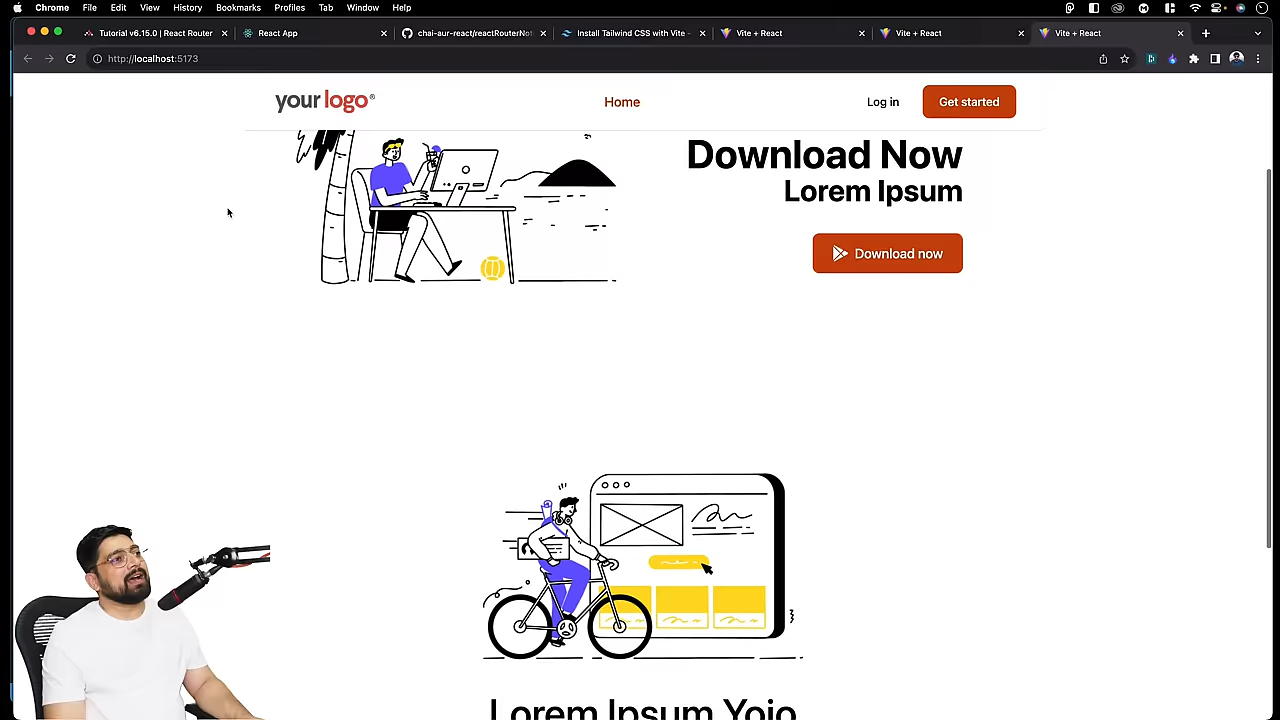 Chrome File Edit View History Bookmarks Profiles Tab Window Help
Tutorial v6.15.0 | React Router
React App
chai-aur-react/reactRouterNot
Install Tailwind CSS with Vite -
Vite + React
Vite + React
Vite + React
http://localhost:5173
your logo®
Home
Log in
Get started
Download Now
Lorem Ipsum
Download now
Lorem Ipsum Yojo